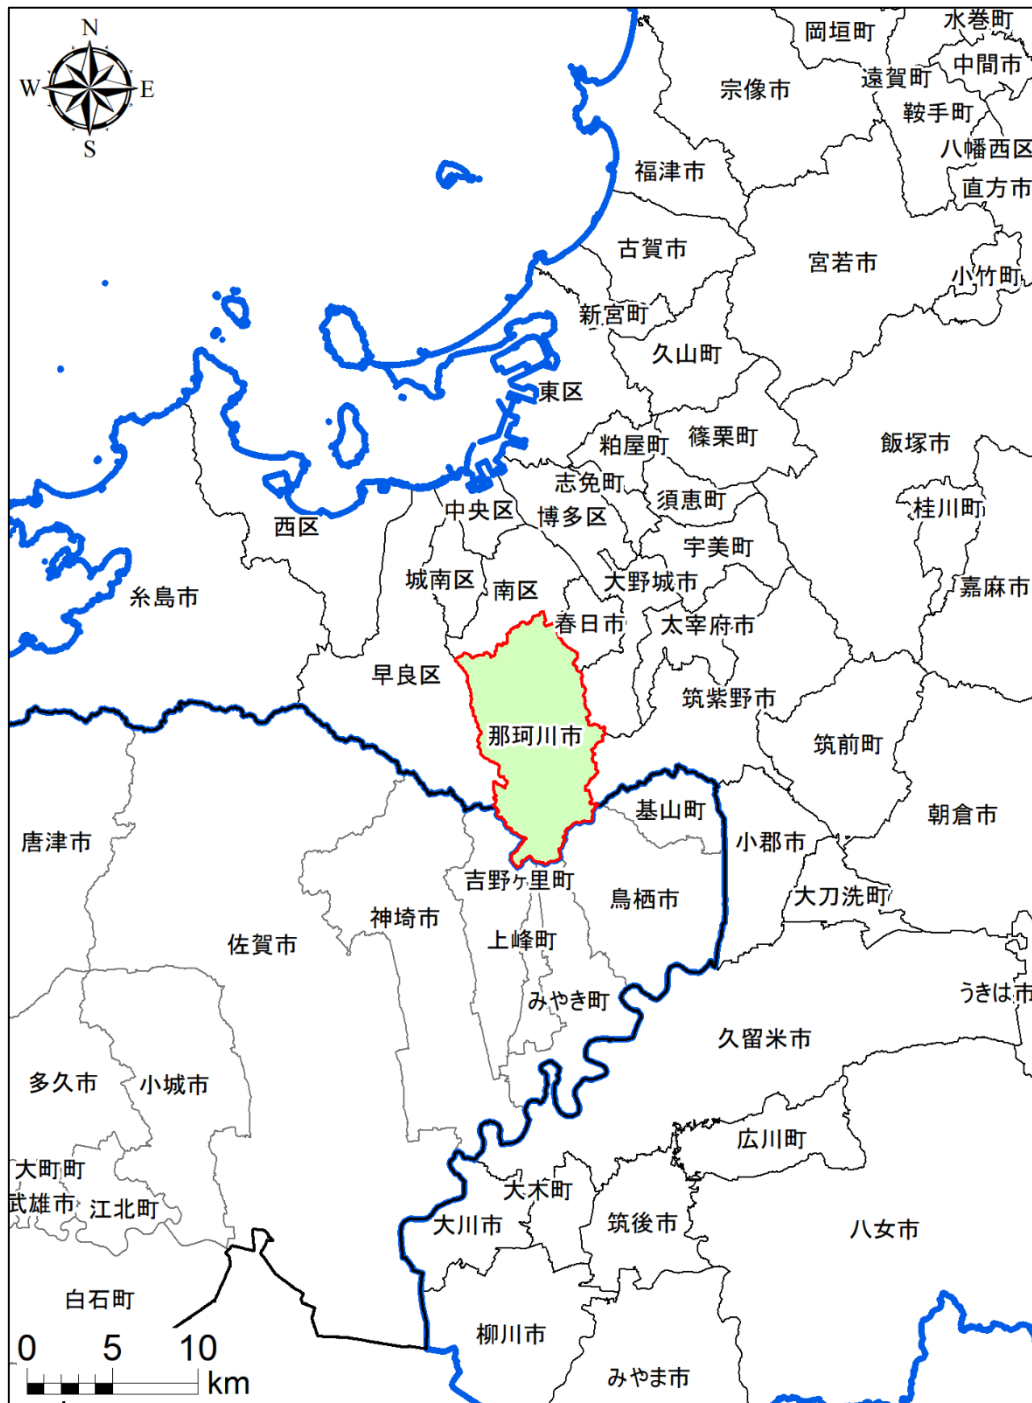 N
W
E
S
岡垣町
水巻町
中間市
遠賀町
宗像市
鞍手町
八幡西区
福津市
直方市
古賀市
宮若市
小竹町
新宮町
久山町
東区
篠栗町
粕屋町
飯塚市
志免町
須恵町
中央区
博多区
桂川町
西区
宇美町
城南区
南区
大野城市
嘉麻市
糸島市
春日市
太宰府市
早良区
筑紫野市
那珂川市
筑前町
基山町
朝倉市
唐津市
小郡市
吉野ヶ里町
鳥栖市
大刀洗町
神埼市
佐賀市
上峰町
みやき町
うきは市
久留米市
多久市
小城市
広川町
大町町
大木町
武雄市
江北町
大川市
筑後市
八女市
白石町
柳川市
みやま市
0 5 10
km